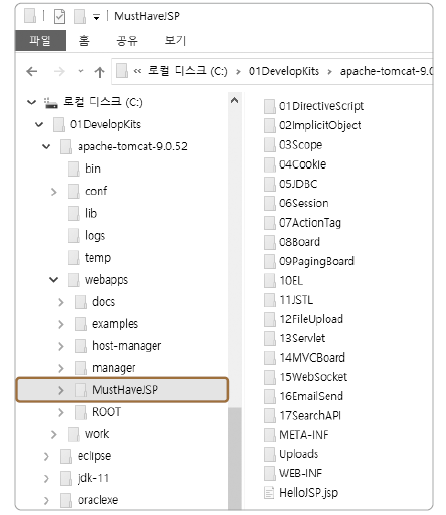 MustHaveJSP
파일 홈 공유 보기
« 로컬 디스크 (C:) > 01DevelopKits > apache-tomcat-9.0
로컬 디스크 (C:)
01DevelopKits
apache-tomcat-9.0.52
bin
conf
lib
logs
temp
webapps
docs
examples
host-manager
manager
MustHaveJSP
ROOT
work
eclipse
jdk-11
oraclexe
01DirectiveScript
02ImplicitObject
03Scope
04Cookie
05JDBC
06Session
07ActionTag
08Board
09PagingBoard
10EL
11JSTL
12FileUpload
13Servlet
14MVCBoard
15WebSocket
16EmailSend
17SearchAPI
META-INF
Uploads
WEB-INF
HelloJSP.jsp